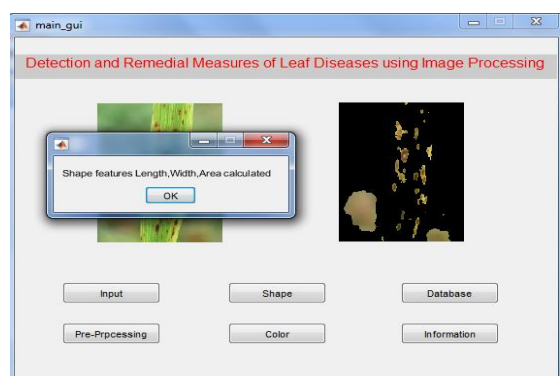 main_gui
Detection and Remedial Measures of Leaf Diseases using Image Processing
Shape features Length,Width,Area calculated
OK
Input
Shape
Database
Pre-Prpcessing
Color
Information